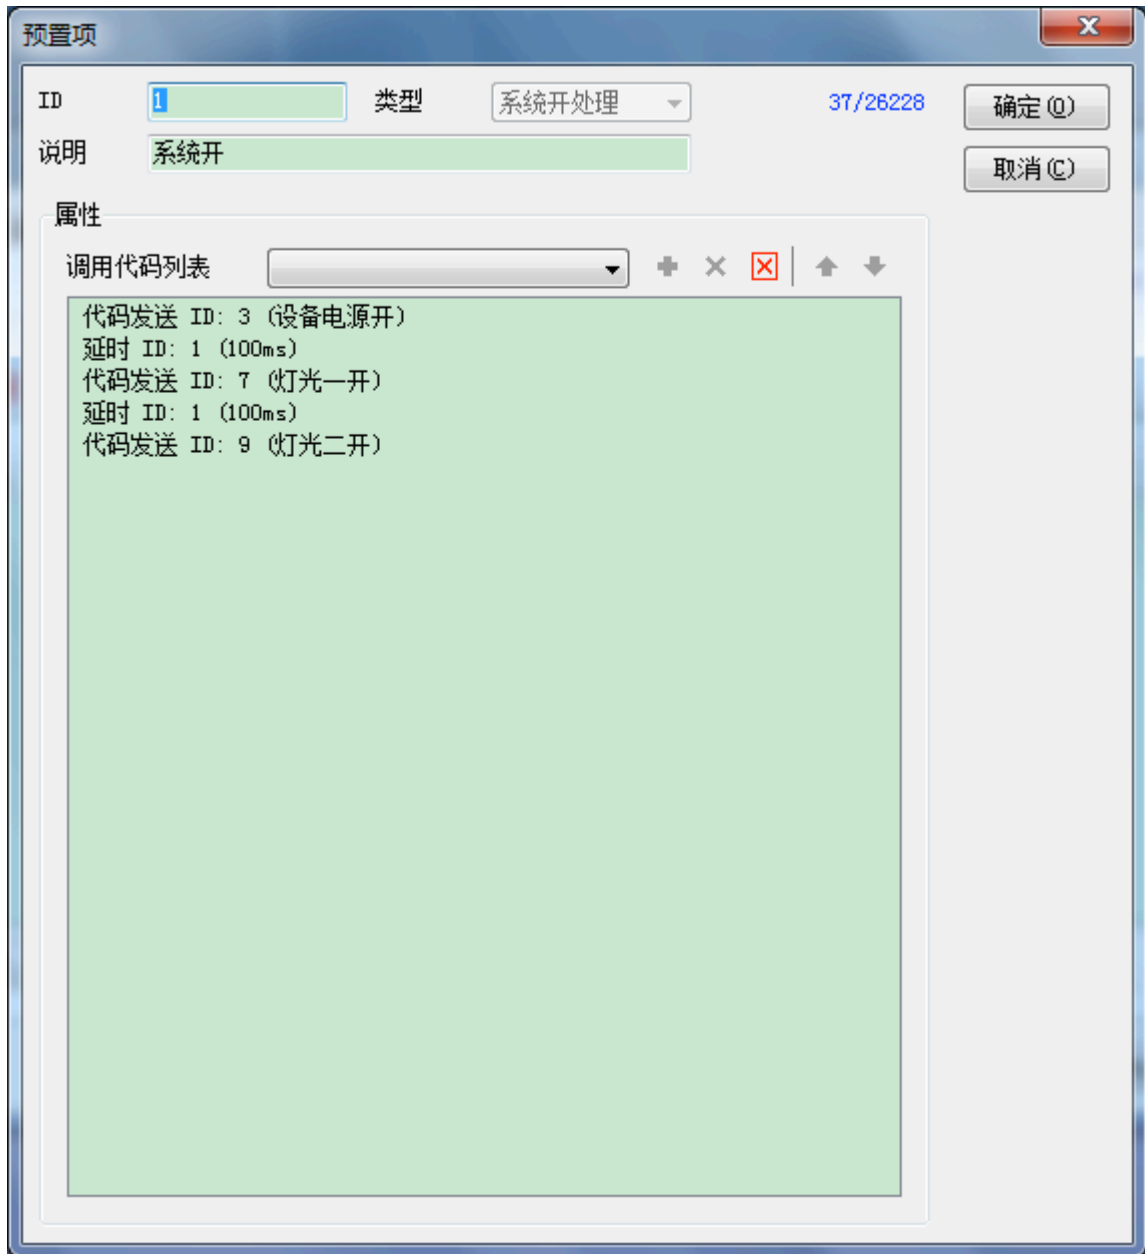 预置项
ID 1 类型 系统开处理 37/26228 确定(O)
说明 系统开 取消(C)
属性
调用代码列表
代码发送 ID: 3 (设备电源开)
延时 ID: 1 (100ms)
代码发送 ID: 7 (灯光一开)
延时 ID: 1 (100ms)
代码发送 ID: 9 (灯光二开)